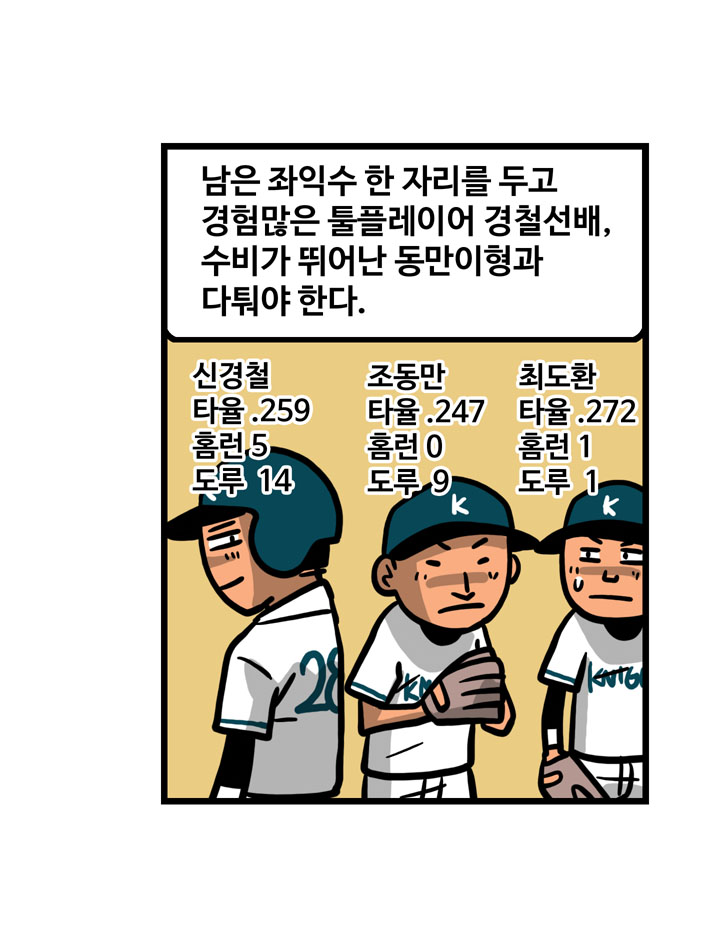 남은 좌익수 한 자리를 두고
경험많은 툴플레이어 경철선배,
수비가 뛰어난 동만이형과
다퉈야 한다.
신경철
타율 .259
홈런 5
도루 14
조동만
타율 .247
홈런 0
도루 9
최도환
타율 .272
홈런 1
도루 1
K
K
28